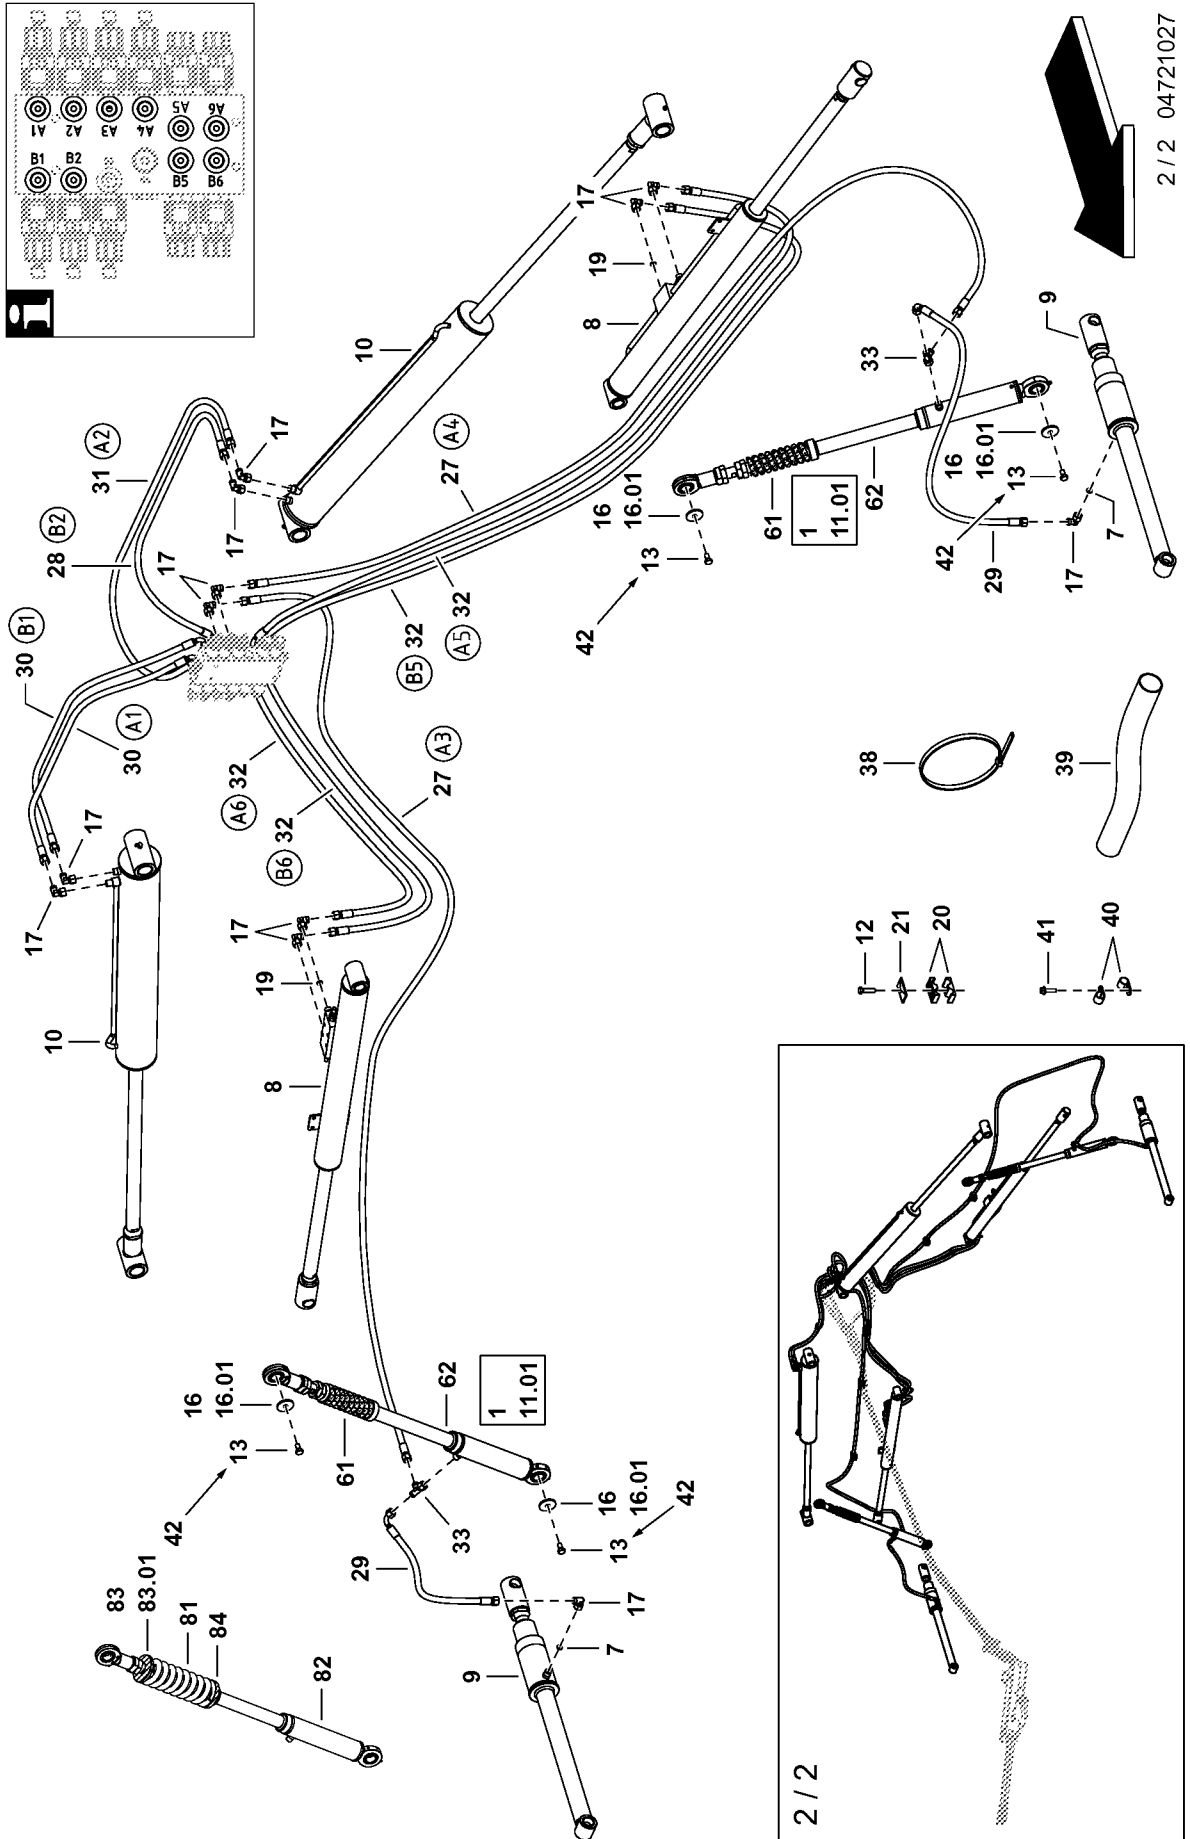 B1
B2
B5
B6
A1
A2
A3
A4
A5
A6
i
2 / 2 04721027
30 B1
30 A1
28 B2
31 A2
17
17
17
17
17
10
10
17
17
19
8
27 A4
32 A5
32 B5
A6 32
B6 32
27 A3
17
19
8
16
16.01
13
42
61
1
11.01
62
16
16.01
13
42
33
29
17
7
9
83
83.01
81
84
82
42
13
16
16.01
61
62
1
11.01
16
16.01
13
42
33
29
17
7
9
38
39
12
21
20
41
40
2 / 2